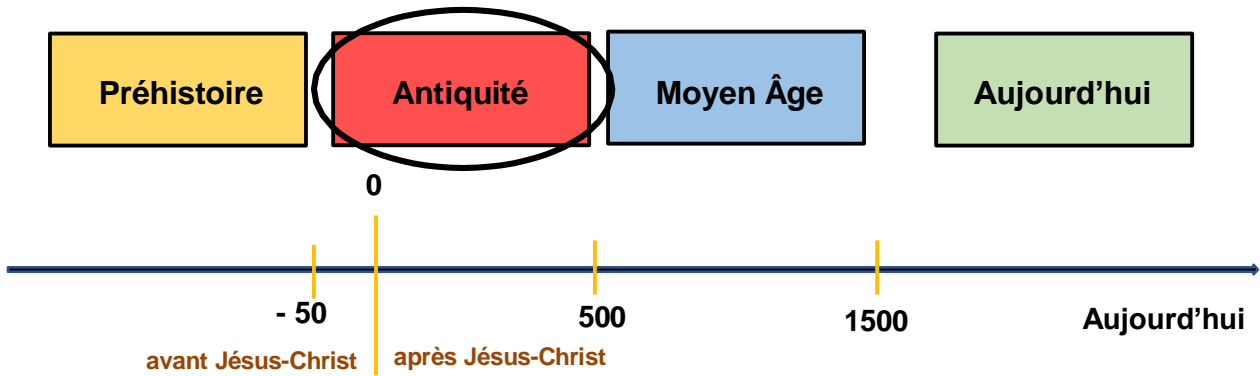 Préhistoire
Antiquité
Moyen Âge
Aujourd’hui
0
- 50
500
1500
Aujourd’hui
avant Jésus-Christ
après Jésus-Christ